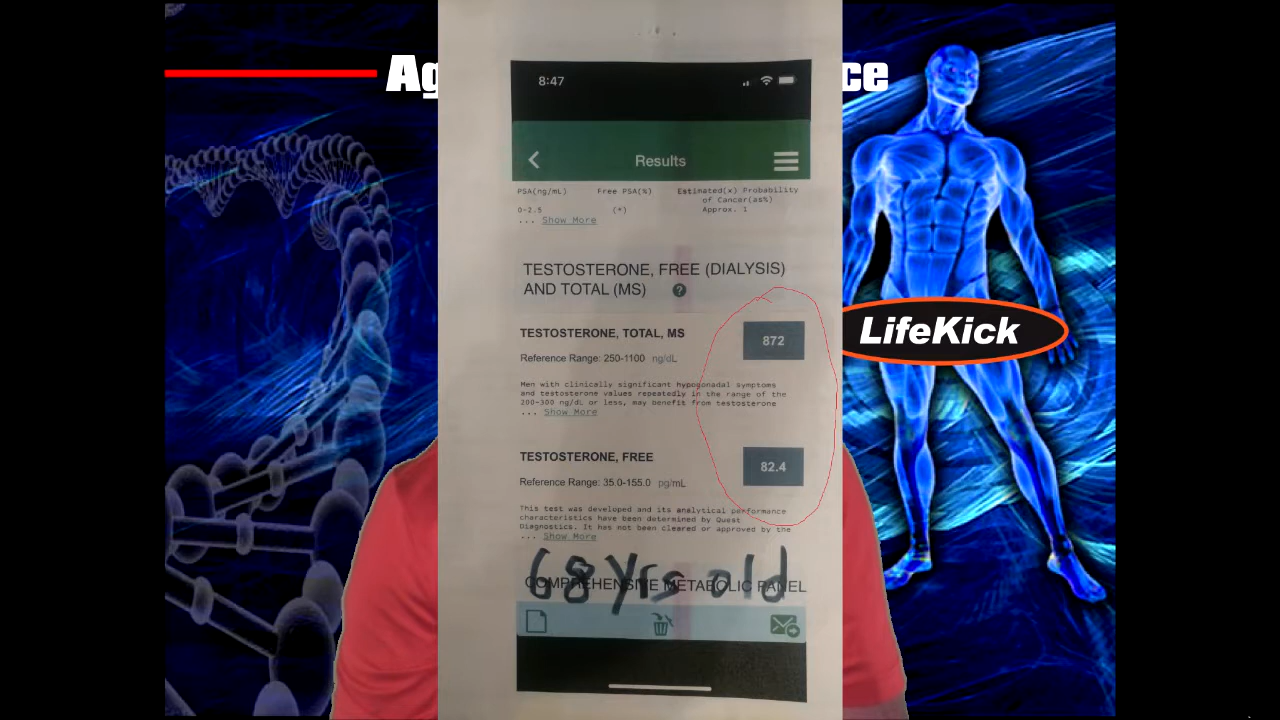 Ag
ce
8:47
Results
PSA(ng/mL) Free PSA(%) Estimated(x) Probability
of Cancer(as%)
0-2.5 (*) Approx. 1
... Show More
TESTOSTERONE, FREE (DIALYSIS)
AND TOTAL (MS) ?
TESTOSTERONE, TOTAL, MS
872
Reference Range: 250-1100 ng/dL
Men with clinically significant hypogonadal symptoms
and testosterone values repeatedly in the range of the
200-300 ng/dL or less, may benefit from testosterone
... Show More
TESTOSTERONE, FREE
82.4
Reference Range: 35.0-155.0 pg/mL
This test was developed and its analytical performance
characteristics have been determined by Quest
Diagnostics. It has not been cleared or approved by the
... Show More
68 yrs old
COMPREHENSIVE METABOLIC PANEL
LifeKick